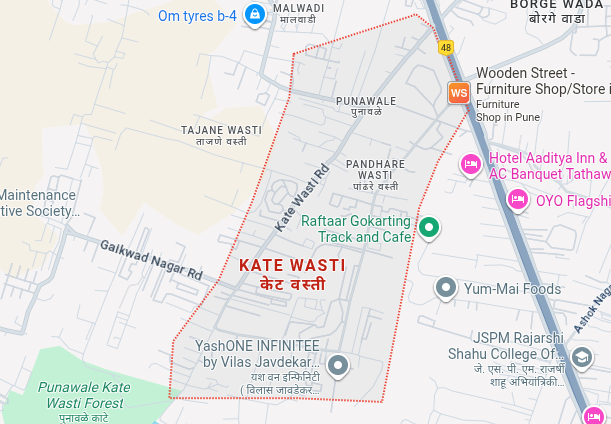 BORGE WADA
बोरगे वाडा
MALWADI
मालवाडी
Om tyres b-4
48
Wooden Street -
Furniture Shop/Store i
Furniture
Shop in Pune
WS
PUNAWALE
पुनावळे
TAJANE WASTI
ताजणे वस्ती
PANDHARE
WASTI
पांढरे वस्ती
Hotel Aaditya Inn &
AC Banquet Tathaw
OYO Flagshi
Kate Wasti Rd
Maintenance
tive Society...
Raftaar Gokarting
Track and Cafe
Gaikwad Nagar Rd
KATE WASTI
केट वस्ती
Yum-Mai Foods
Ashok Naga
YashONE INFINITEE
by Vilas Javdekar...
यश वन इन्फिनिटी
( विलास जावडेकर...
JSPM Rajarshi
Shahu College Of...
जे. एस. पी. एम. राजर्षी
शाहू अभियांत्रिकी...
Punawale Kate
Wasti Forest
पुनावळे काटे